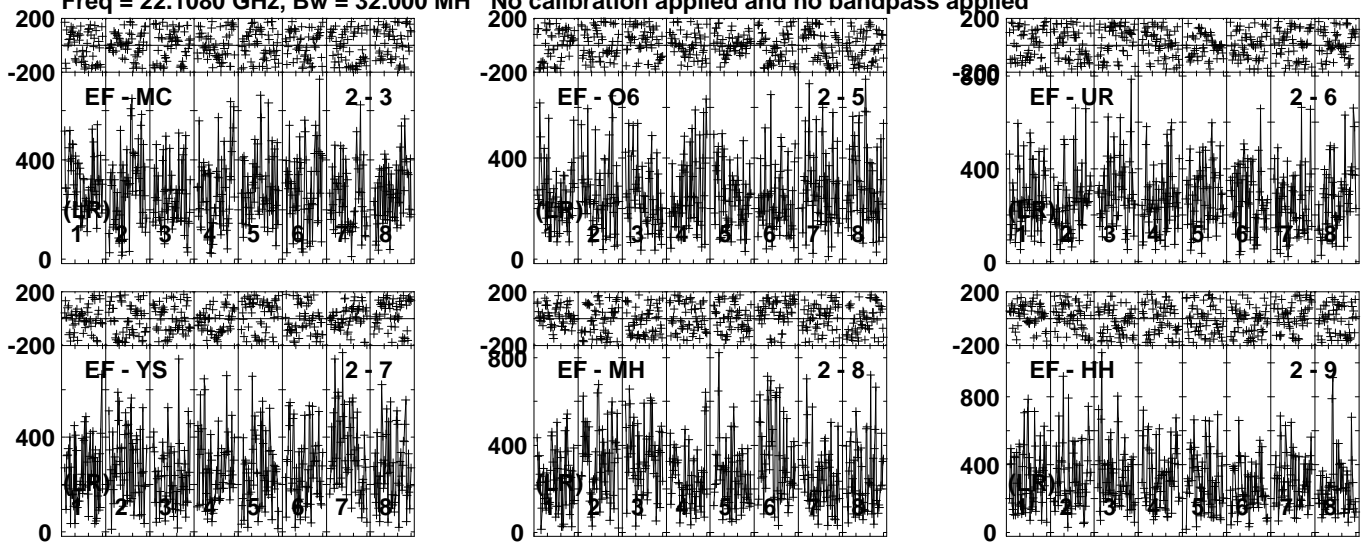 Freq = 22.1080 GHz, Bw = 32.000 MH   No calibration applied and no bandpass applied
200 200 200
-200 -200 -200
800
EF - MC 2 - 3 EF - O6 2 - 5 EF - UR 2 - 6
400 400 400
(LR) (LR) (LR)
1 2 3 4 5 6 7 8 1 2 3 4 5 6 7 8 1 2 3 4 5 6 7 8
0 0 0
200 200 200
-200 -200 -200
800
EF - YS 2 - 7 EF - MH 2 - 8 EF - HH 2 - 9
800
400 400 400
(LR) (LR) (LR)
1 2 3 4 5 6 7 8 1 2 3 4 5 6 7 8 1 2 3 4 5 6 7 8
0 0 0